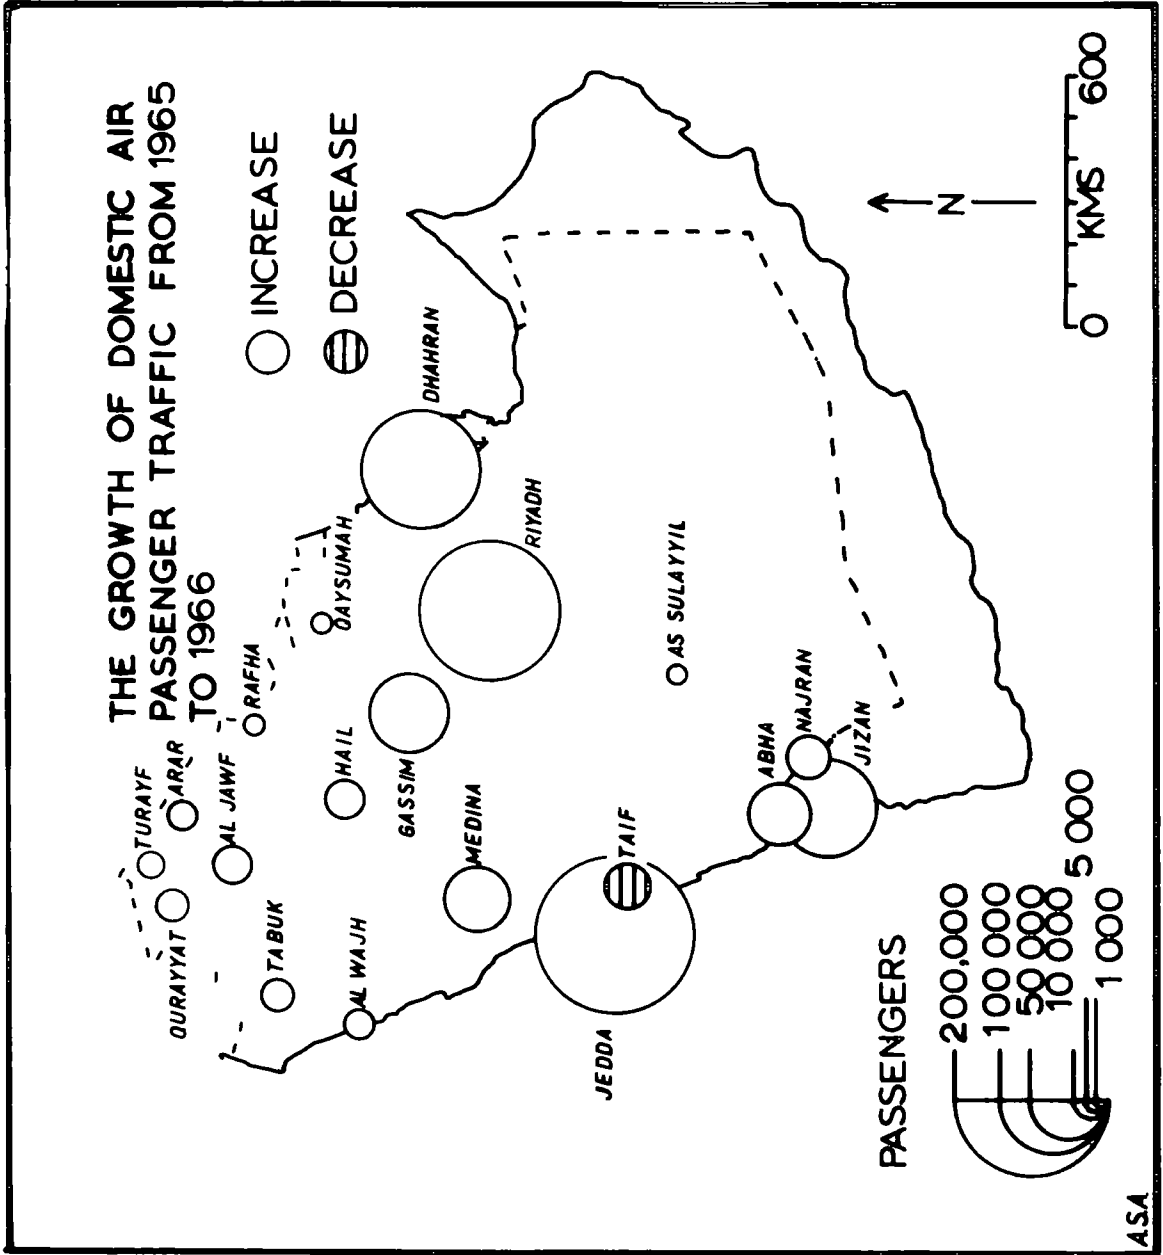 THE GROWTH OF DOMESTIC AIR
PASSENGER TRAFFIC FROM 1965
TO 1966
INCREASE
DECREASE
TURAYF
ARAR
QURAYYAT
AL JAWF
RAFHA
TABUK
QAYSUMAH
HAIL
AL WAJH
GASSIM
DHAHRAN
MEDINA
RIYADH
JEDDA
TAIF
AS SULAYYIL
ABHA
NAJRAN
JIZAN
PASSENGERS
200,000
100 000
50 000
10 000
5 000
1 000
N
0 KMS 600
A.S.A